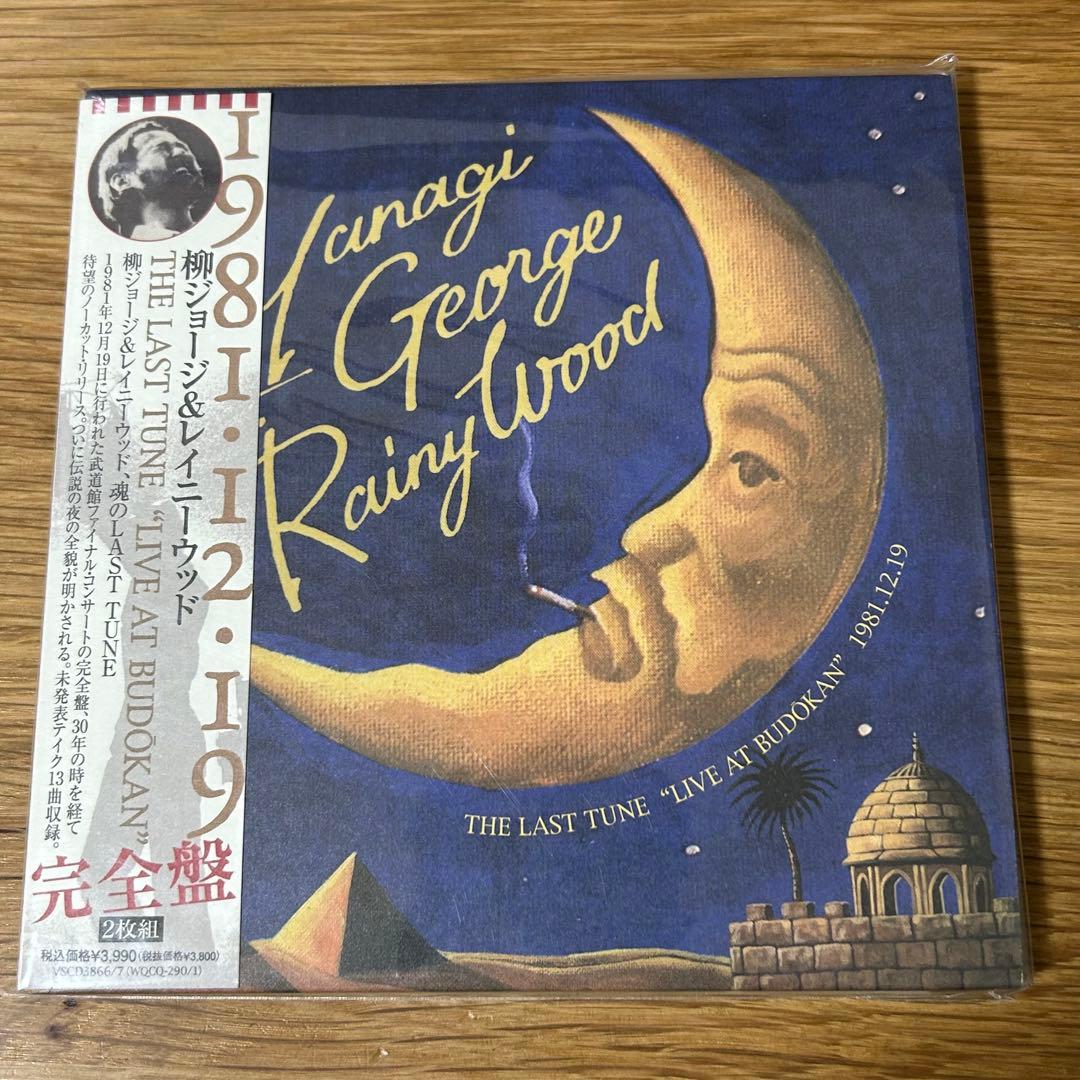 1981・12・19
柳ジョージ&レイニーウッド
THE LAST TUNE “LIVE AT BUDŌKAN”
柳ジョージ&レイニーウッド、魂のLAST TUNE
1981年12月19日に行われた武道館ファイナル・コンサートの完全盤、30年の時を経て
待望のノーカット・リリース。ついに伝説の夜の全貌が明かされる。未発表テイク13曲収録。
完全盤
2枚組
税込価格¥3,990(税抜価格¥3,800)
VSCD3866/7 (WQCQ-290/1)
Yanagi
George
Rainy Wood
THE LAST TUNE “LIVE AT BUDŌKAN” 1981.12.19